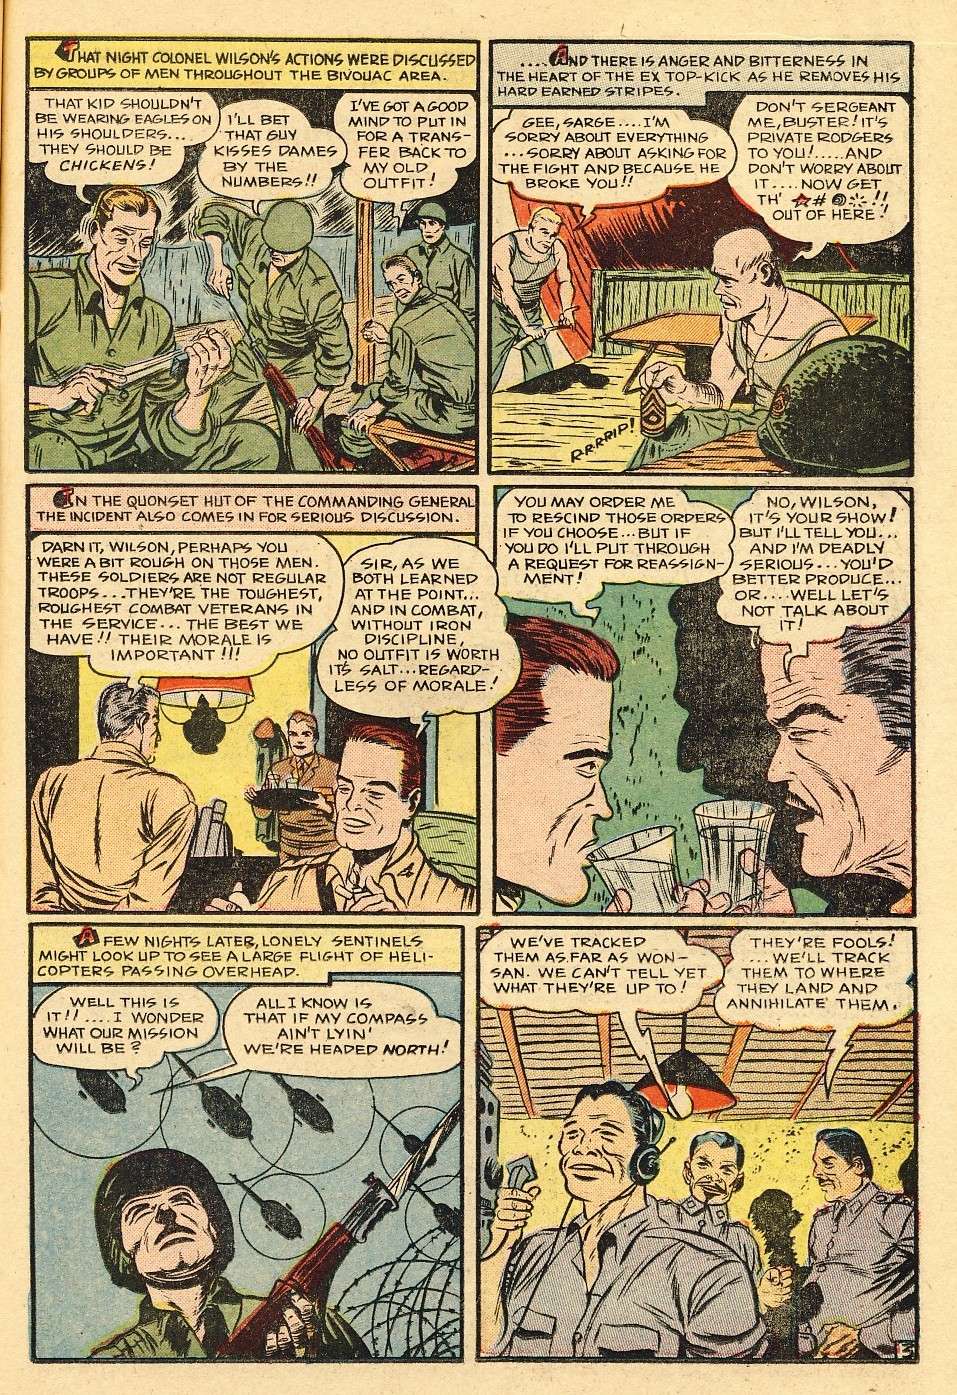 THAT NIGHT COLONEL WILSON'S ACTIONS WERE DISCUSSED
BY GROUPS OF MEN THROUGHOUT THE BIVOUAC AREA.
THAT KID SHOULDN'T
BE WEARING EAGLES ON
HIS SHOULDERS...
THEY SHOULD BE
CHICKENS!
I'LL BET
THAT GUY
KISSES DAMES
BY THE
NUMBERS!!
I'VE GOT A GOOD
MIND TO PUT IN
FOR A TRANS-
FER BACK TO
MY OLD
OUTFIT!
....AND THERE IS ANGER AND BITTERNESS IN
THE HEART OF THE EX TOP-KICK AS HE REMOVES HIS
HARD EARNED STRIPES.
GEE, SARGE....I'M
SORRY ABOUT EVERYTHING
...SORRY ABOUT ASKING FOR
THE FIGHT AND BECAUSE HE
BROKE YOU!!
DON'T SERGEANT
ME, BUSTER! IT'S
PRIVATE RODGERS
TO YOU!.....AND
DON'T WORRY ABOUT
IT....NOW GET
TH' ☆#@※!!
OUT OF HERE!
R-R-R-RIP!
IN THE QUONSET HUT OF THE COMMANDING GENERAL
THE INCIDENT ALSO COMES IN FOR SERIOUS DISCUSSION.
DARN IT, WILSON, PERHAPS YOU
WERE A BIT ROUGH ON THOSE MEN.
THESE SOLDIERS ARE NOT REGULAR
TROOPS...THEY'RE THE TOUGHEST,
ROUGHEST COMBAT VETERANS IN
THE SERVICE... THE BEST WE
HAVE!! THEIR MORALE IS
IMPORTANT!!!
SIR, AS WE
BOTH LEARNED
AT THE POINT...
AND IN COMBAT,
WITHOUT IRON
DISCIPLINE,
NO OUTFIT IS WORTH
ITS SALT...REGARD-
LESS OF MORALE!
YOU MAY ORDER ME
TO RESCIND THOSE ORDERS
IF YOU CHOOSE...BUT IF
YOU DO I'LL PUT THROUGH
A REQUEST FOR REASSIGN-
MENT!
NO, WILSON,
IT'S YOUR SHOW!
BUT I'LL TELL YOU...
AND I'M DEADLY
SERIOUS...YOU'D
BETTER PRODUCE...
OR....WELL LET'S
NOT TALK ABOUT
IT!
A FEW NIGHTS LATER, LONELY SENTINELS
MIGHT LOOK UP TO SEE A LARGE FLIGHT OF HELI-
COPTERS PASSING OVERHEAD.
WELL THIS IS
IT!!....I WONDER
WHAT OUR MISSION
WILL BE?
ALL I KNOW IS
THAT IF MY COMPASS
AIN'T LYIN'
WE'RE HEADED NORTH!
WE'VE TRACKED
THEM AS FAR AS WON-
SAN. WE CAN'T TELL YET
WHAT THEY'RE UP TO!
THEY'RE FOOLS!
...WE'LL TRACK
THEM TO WHERE
THEY LAND AND
ANNIHILATE THEM.
3